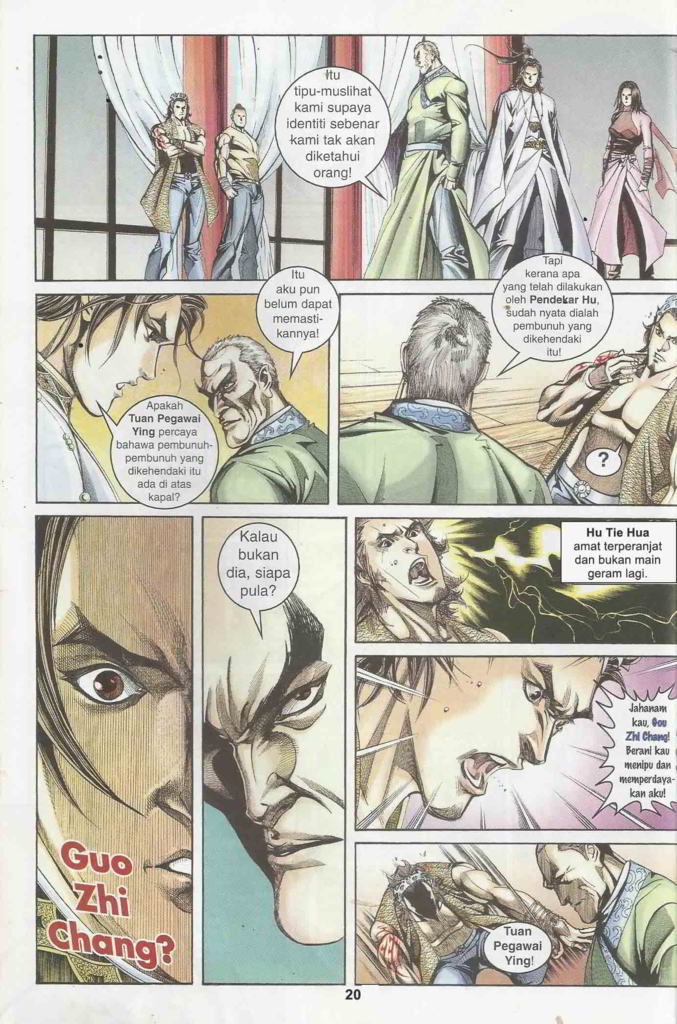 Itu
tipu-muslihat
kami supaya
identiti sebenar
kami tak akan
diketahui
orang!
Itu
aku pun
belum dapat
memasti-
kannya!
Apakah
Tuan Pegawai
Ying percaya
bahawa pembunuh-
pembunuh yang
dikehendaki itu
ada di atas
kapal?
Tapi
kerana apa
yang telah dilakukan
oleh Pendekar Hu,
sudah nyata dialah
pembunuh yang
dikehendaki
itu!
?
Guo
Zhi
Chang?
Kalau
bukan
dia, siapa
pula?
Hu Tie Hua
amat terperanjat
dan bukan main
geram lagi.
Jahanam
kau, Gou
Zhi Chang!
Berani kau
menipu dan
memperdaya-
kan aku!
Tuan
Pegawai
Ying!
20